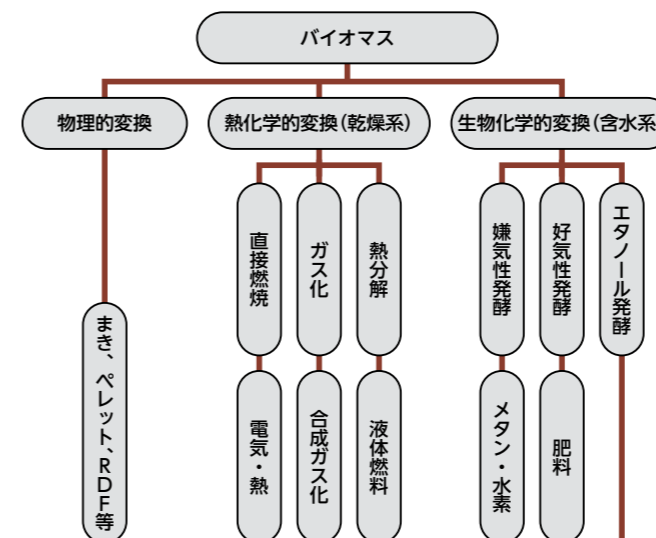 バイオマス
物理的変換
熱化学的変換（乾燥系）
生物化学的変換（含水系
直接燃焼
ガス化
熱分解
嫌気性発酵
好気性発酵
エタノール発酵
まき、ペレット、RDF等
電気・熱
合成ガス化
液体燃料
メタン・水素
肥料